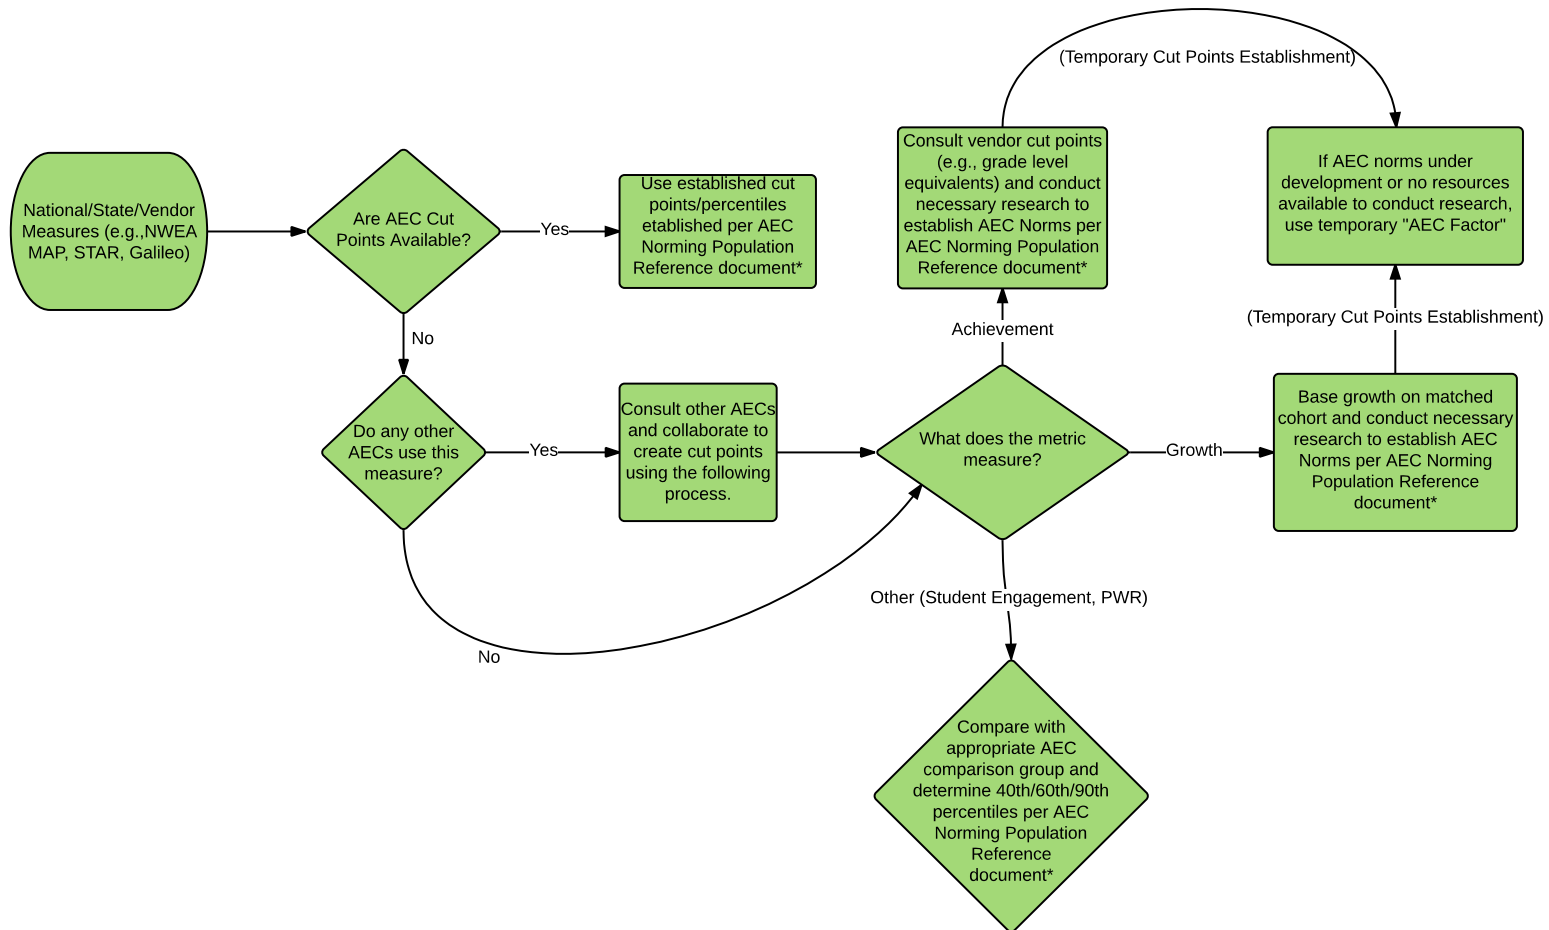 National/State/Vendor
Measures (e.g.,NWEA
MAP, STAR, Galileo)
Are AEC Cut
Points Available?
Yes
Use established cut
points/percentiles
etablished per AEC
Norming Population
Reference document*
No
Do any other
AECs use this
measure?
Yes
Consult other AECs
and collaborate to
create cut points
using the following
process.
No
What does the metric
measure?
Achievement
Consult vendor cut points
(e.g., grade level
equivalents) and conduct
necessary research to
establish AEC Norms per
AEC Norming Population
Reference document*
(Temporary Cut Points Establishment)
If AEC norms under
development or no resources
available to conduct research,
use temporary "AEC Factor"
(Temporary Cut Points Establishment)
Growth
Base growth on matched
cohort and conduct necessary
research to establish AEC
Norms per AEC Norming
Population Reference
document*
Other (Student Engagement, PWR)
Compare with
appropriate AEC
comparison group and
determine 40th/60th/90th
percentiles per AEC
Norming Population
Reference
document*